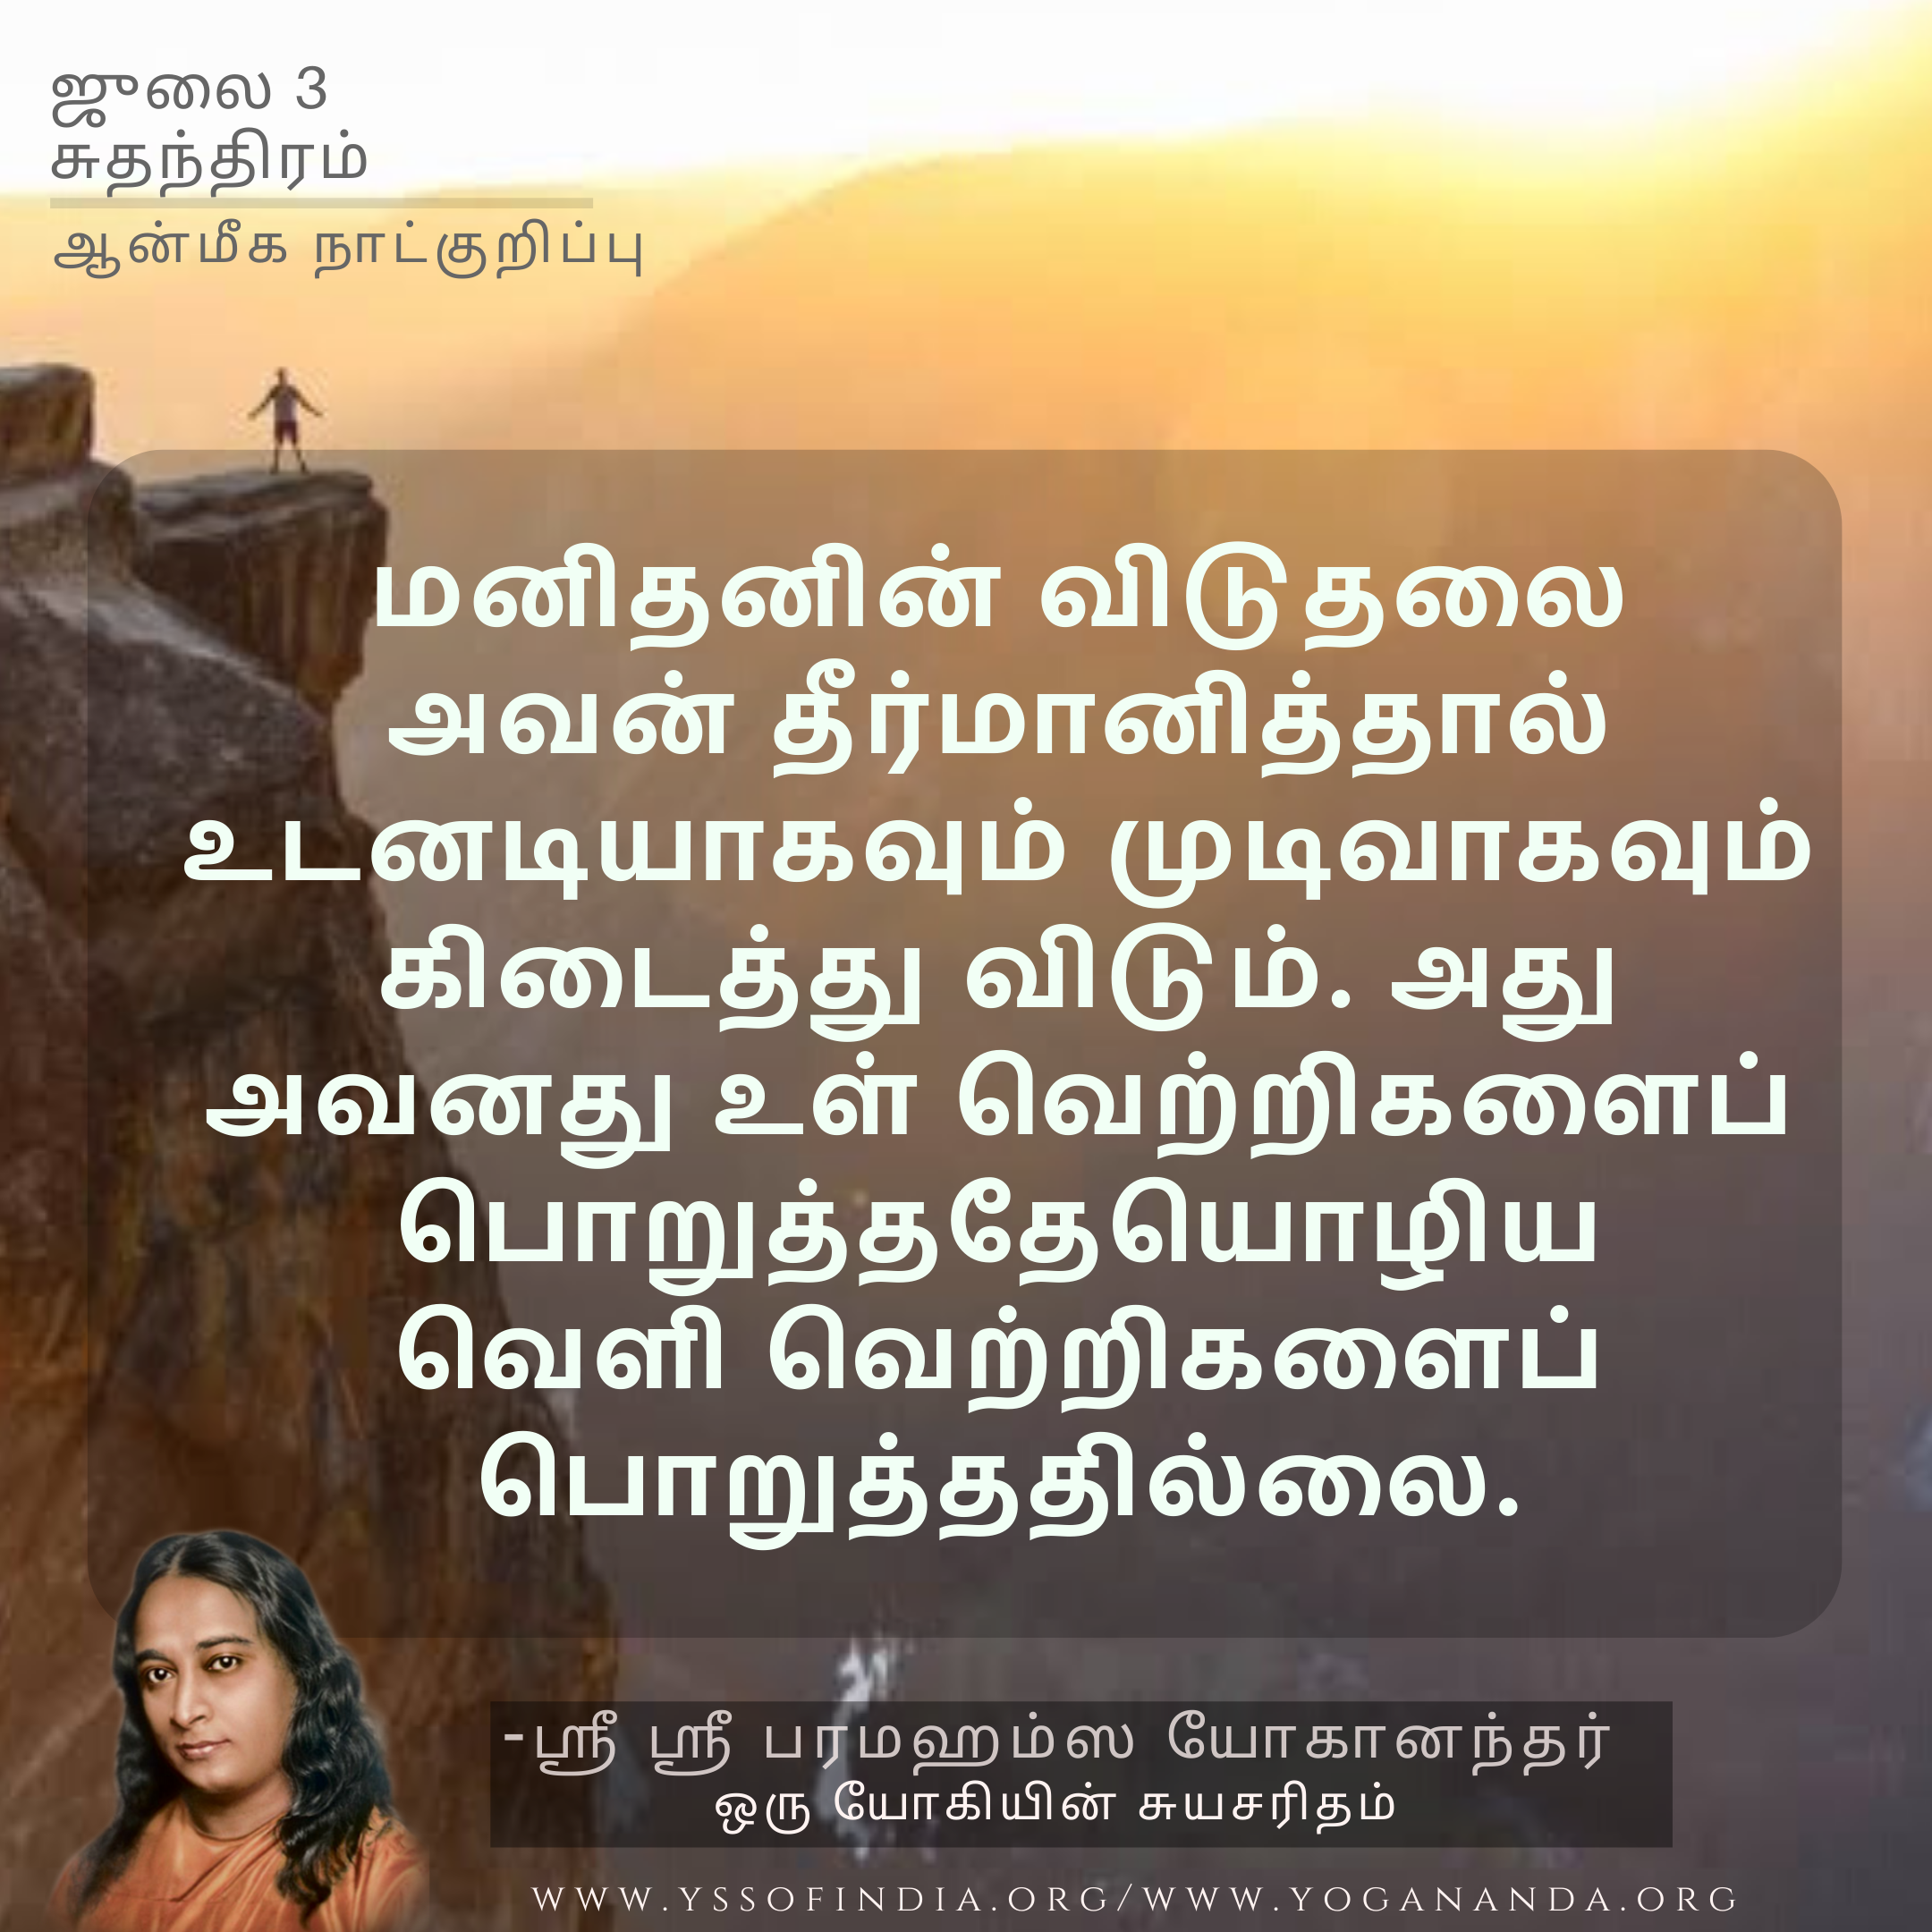 ஜுலை 3
சுதந்திரம்
ஆன்மீக நாட்குறிப்பு
மனிதனின் விடுதலை
அவன் தீர்மானித்தால்
உடனடியாகவும் முடிவாகவும்
கிடைத்து விடும். அது
அவனது உள் வெற்றிகளைப்
பொறுத்ததேயொழிய
வெளி வெற்றிகளைப்
பொறுத்ததில்லை.
-ஸ்ரீ ஸ்ரீ பரமஹம்ஸ யோகானந்தர்
ஒரு யோகியின் சுயசரிதம்
WWW.YSSOFINDIA.ORG/WWW.YOGANANDA.ORG